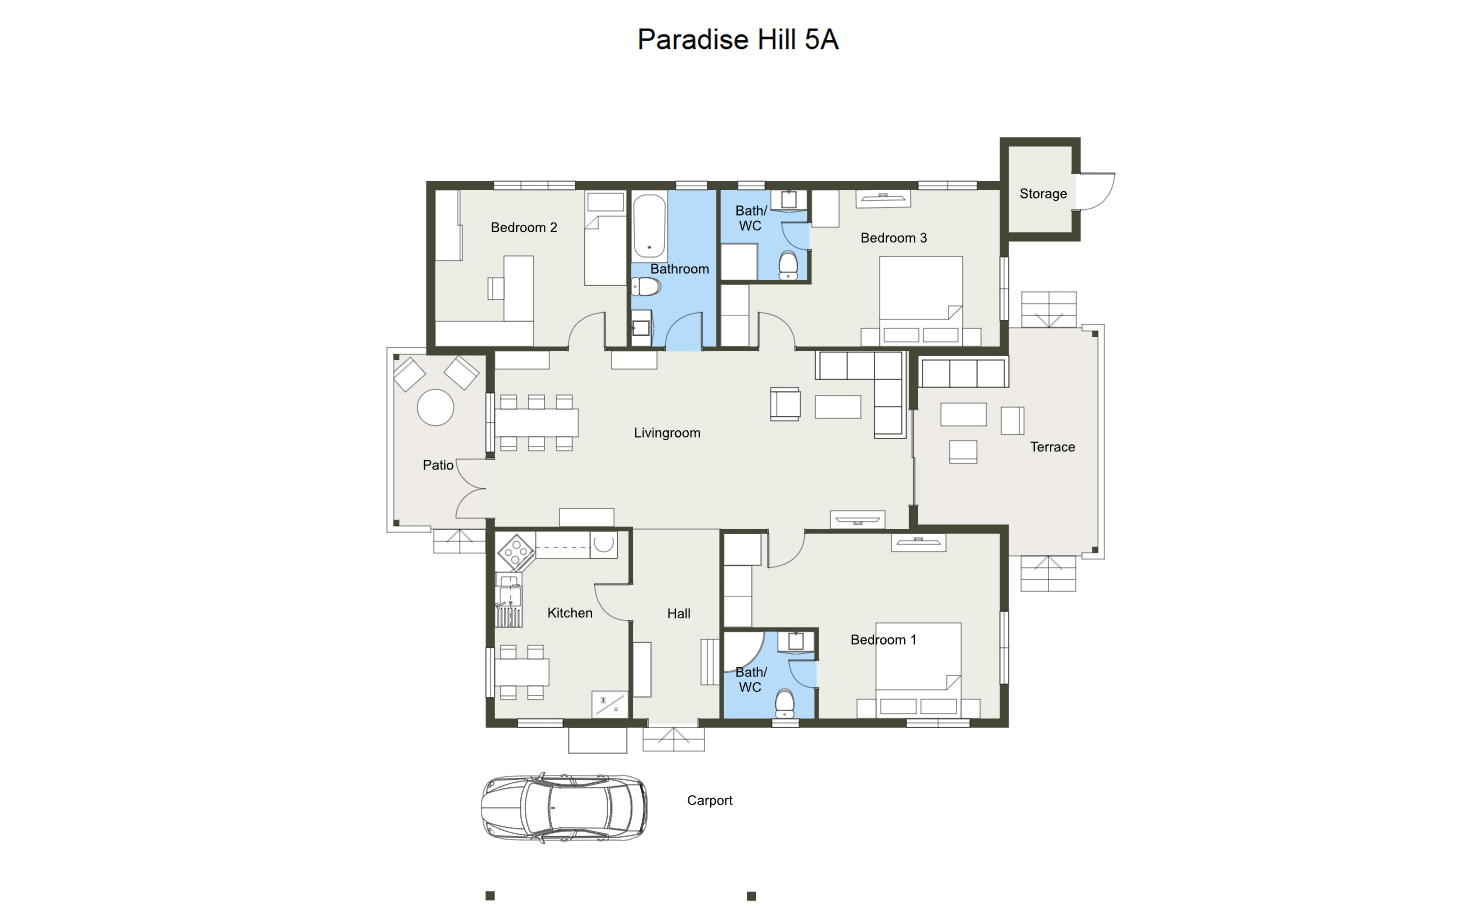 Paradise Hill 5A
Storage
Bedroom 2
Bath/
WC
Bedroom 3
Bathroom
Livingroom
Terrace
Patio
Kitchen
Hall
Bedroom 1
Bath/
WC
Carport